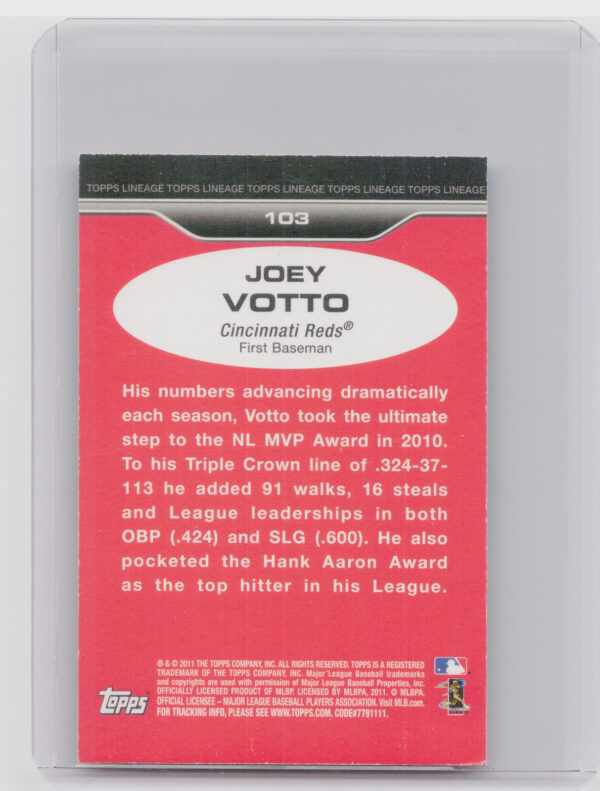 TOPPS LINEAGE TOPPS LINEAGE TOPPS LINEAGE TOPPS LINEAGE TOPPS LINEAGE
103
JOEY
VOTTO
Cincinnati Reds®
First Baseman
His numbers advancing dramatically
each season, Votto took the ultimate
step to the NL MVP Award in 2010.
To his Triple Crown line of .324-37-
113 he added 91 walks, 16 steals
and League leaderships in both
OBP (.424) and SLG (.600). He also
pocketed the Hank Aaron Award
as the top hitter in his League.
® & © 2011 THE TOPPS COMPANY, INC. ALL RIGHTS RESERVED. TOPPS IS A REGISTERED
TRADEMARK OF THE TOPPS COMPANY, INC. Major League Baseball trademarks
and copyrights are used with permission of Major League Baseball Properties, Inc.
OFFICIALLY LICENSED PRODUCT OF MLBP. LICENSED BY MLBPA, 2011. © MLBPA.
OFFICIAL LICENSEE – MAJOR LEAGUE BASEBALL PLAYERS ASSOCIATION. Visit MLB.com.
FOR TRACKING INFO, PLEASE SEE WWW.TOPPS.COM. CODE#7791111.
Topps